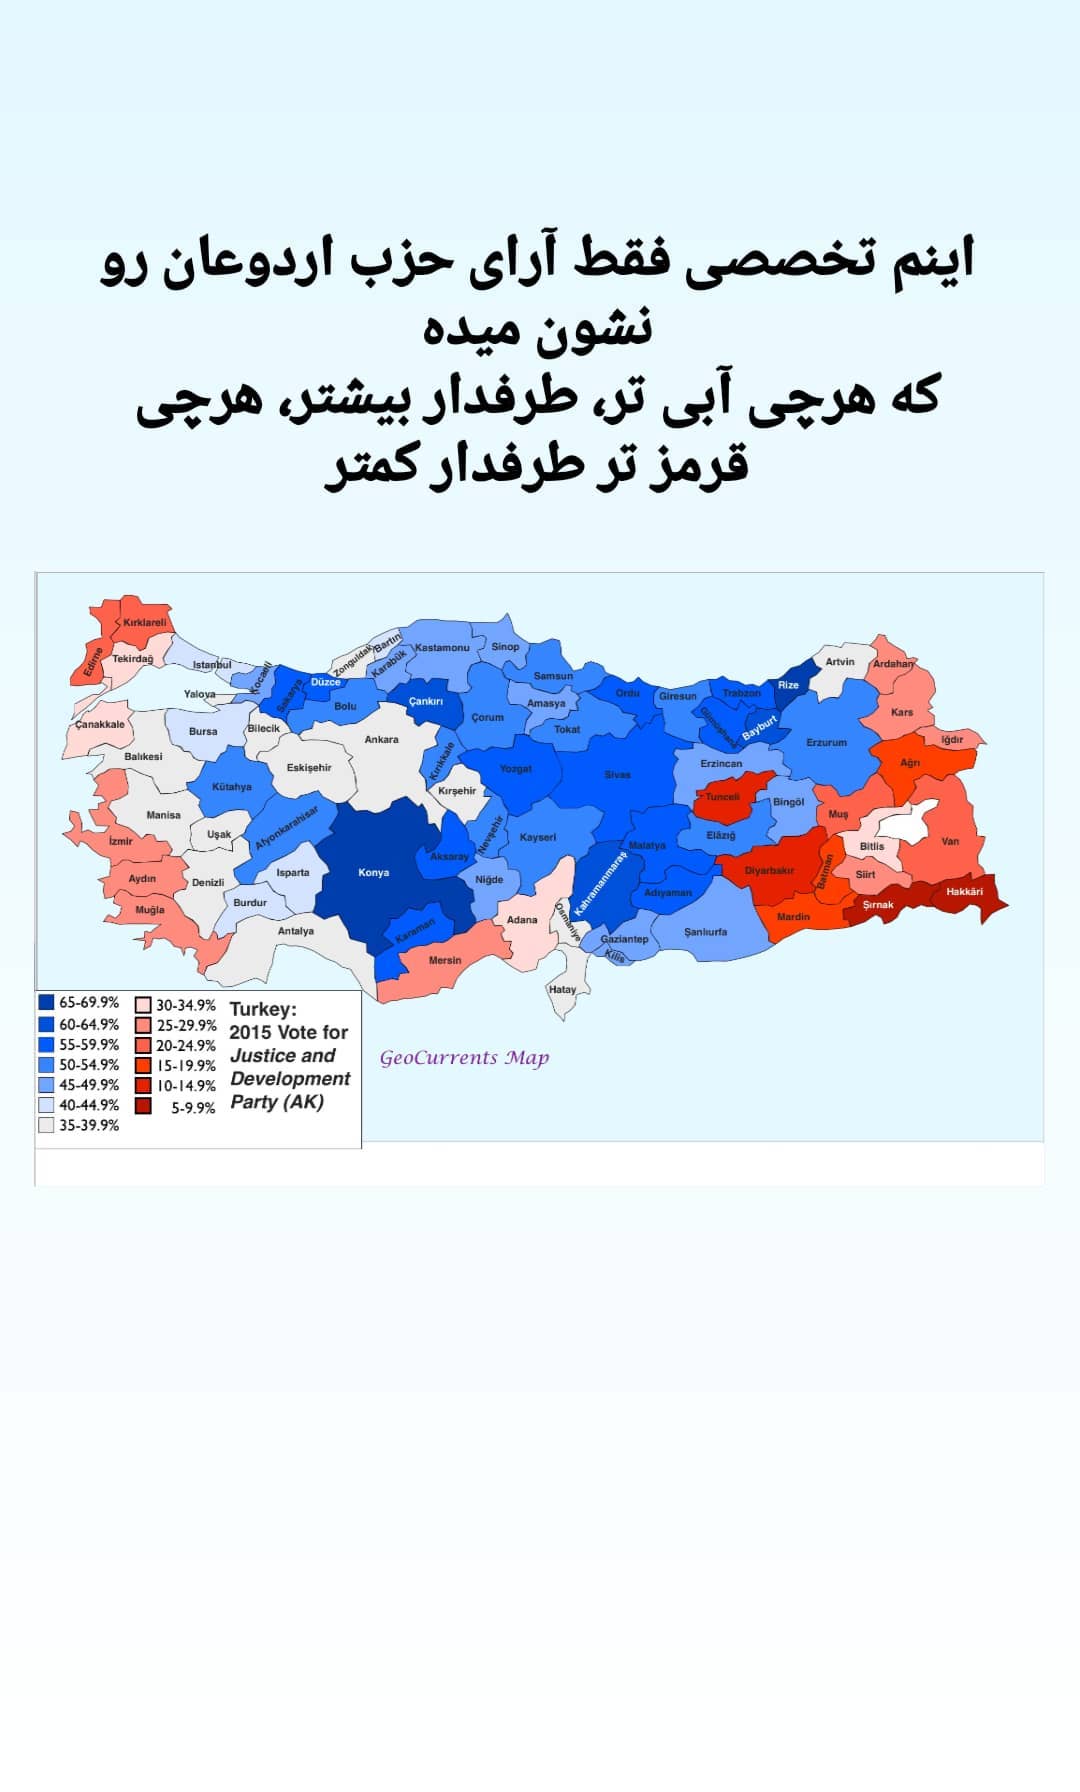 اینم تخصصی فقط آرای حزب اردوعان رو
نشون میده
که هرچی آبی تر، طرفدار بیشتر، هرچی
قرمز تر طرفدار کمتر
Kırklareli
Edirne
Tekirdağ
Istanbul
Kocaeli
Yaloya
Sakarya
Düzce
Zonguldak
Bartın
Karabük
Kastamonu
Sinop
Samsun
Ordu
Giresun
Trabzon
Rize
Artvin
Ardahan
Çanakkale
Bursa
Bilecik
Bolu
Çankırı
Çorum
Amasya
Tokat
Gümüşhane
Bayburt
Kars
Iğdır
Balıkesi
Eskişehir
Ankara
Kırıkkale
Yozgat
Sivas
Erzincan
Erzurum
Ağrı
Kütahya
Kırşehir
Tunceli
Bingöl
Muş
Manisa
Uşak
Afyonkarahisar
Nevşehir
Kayseri
Malatya
Elâzığ
Bitlis
Van
İzmir
Aydın
Denizli
Isparta
Konya
Aksaray
Niğde
Kahramanmaraş
Adıyaman
Diyarbakır
Batman
Siirt
Şırnak
Hakkâri
Muğla
Burdur
Antalya
Karaman
Mersin
Adana
Osmaniye
Gaziantep
Kilis
Şanlıurfa
Mardin
Hatay
65-69.9%
60-64.9%
55-59.9%
50-54.9%
45-49.9%
40-44.9%
35-39.9%
30-34.9%
25-29.9%
20-24.9%
15-19.9%
10-14.9%
5-9.9%
Turkey:
2015 Vote for
Justice and
Development
Party (AK)
GeoCurrents Map